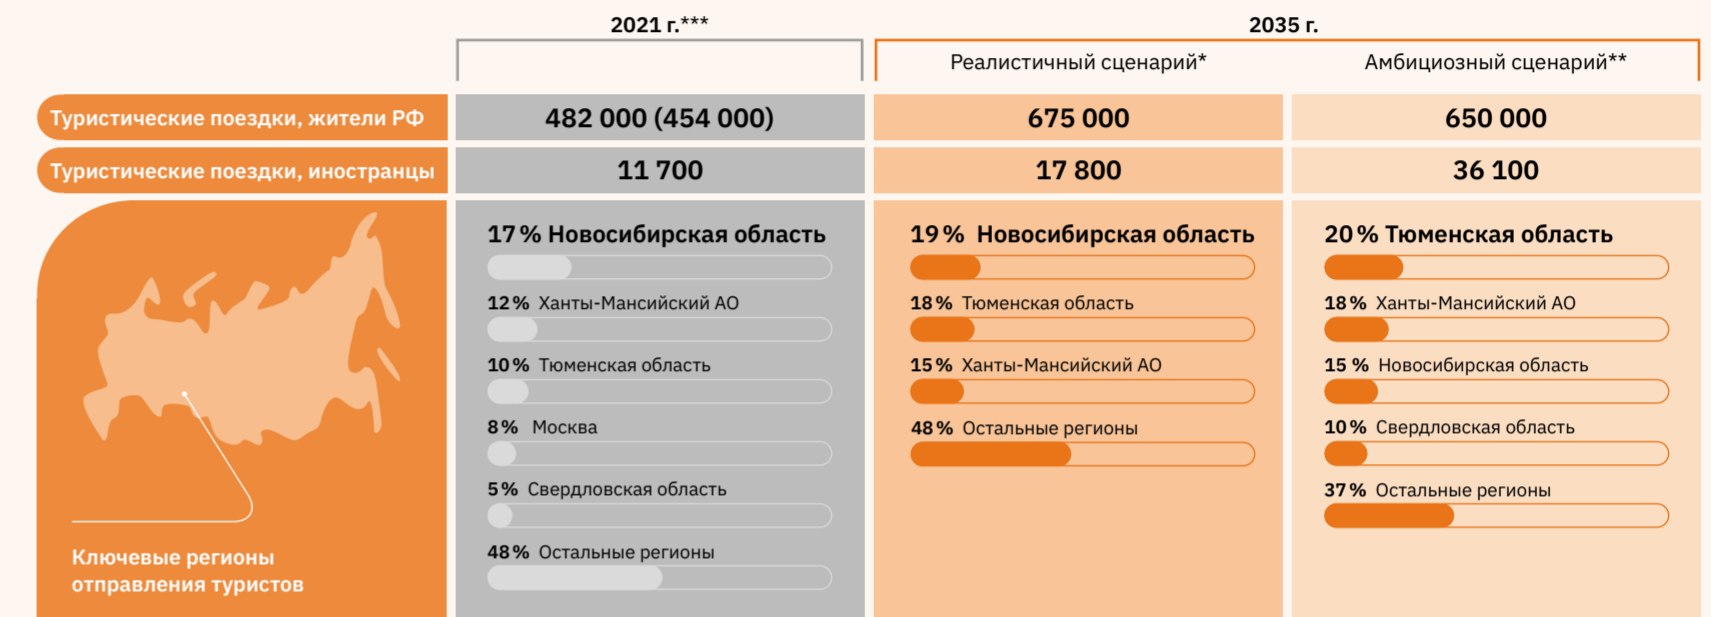 2021 г.***
2035 г.
Реалистичный сценарий*
Амбициозный сценарий**
Туристические поездки, жители РФ
482 000 (454 000)
675 000
650 000
Туристические поездки, иностранцы
11 700
17 800
36 100
Ключевые регионы
отправления туристов
17 % Новосибирская область
12 % Ханты-Мансийский АО
10 % Тюменская область
8 % Москва
5 % Свердловская область
48 % Остальные регионы
19 % Новосибирская область
18 % Тюменская область
15 % Ханты-Мансийский АО
48 % Остальные регионы
20 % Тюменская область
18 % Ханты-Мансийский АО
15 % Новосибирская область
10 % Свердловская область
37 % Остальные регионы